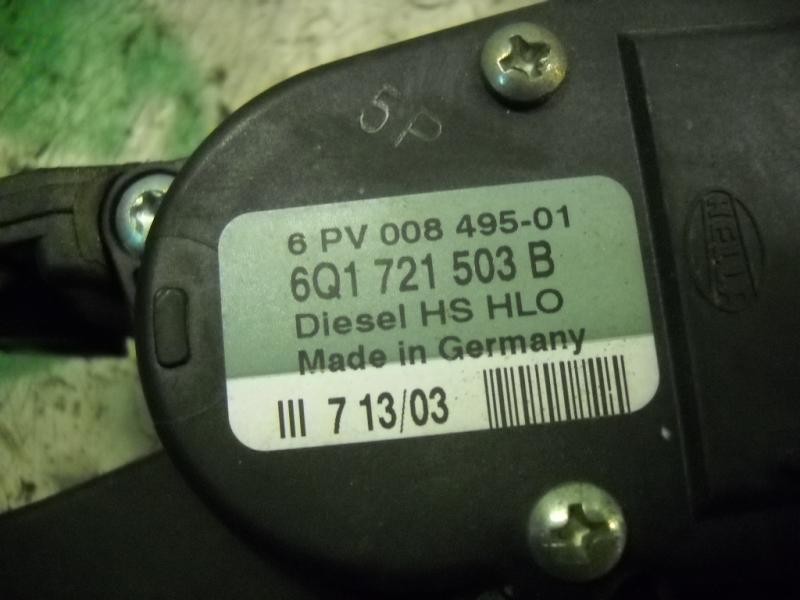 5P
HELLA
6 PV 008 495-01
6Q1 721 503 B
Diesel HS HLO
Made in Germany
III 7 13/03